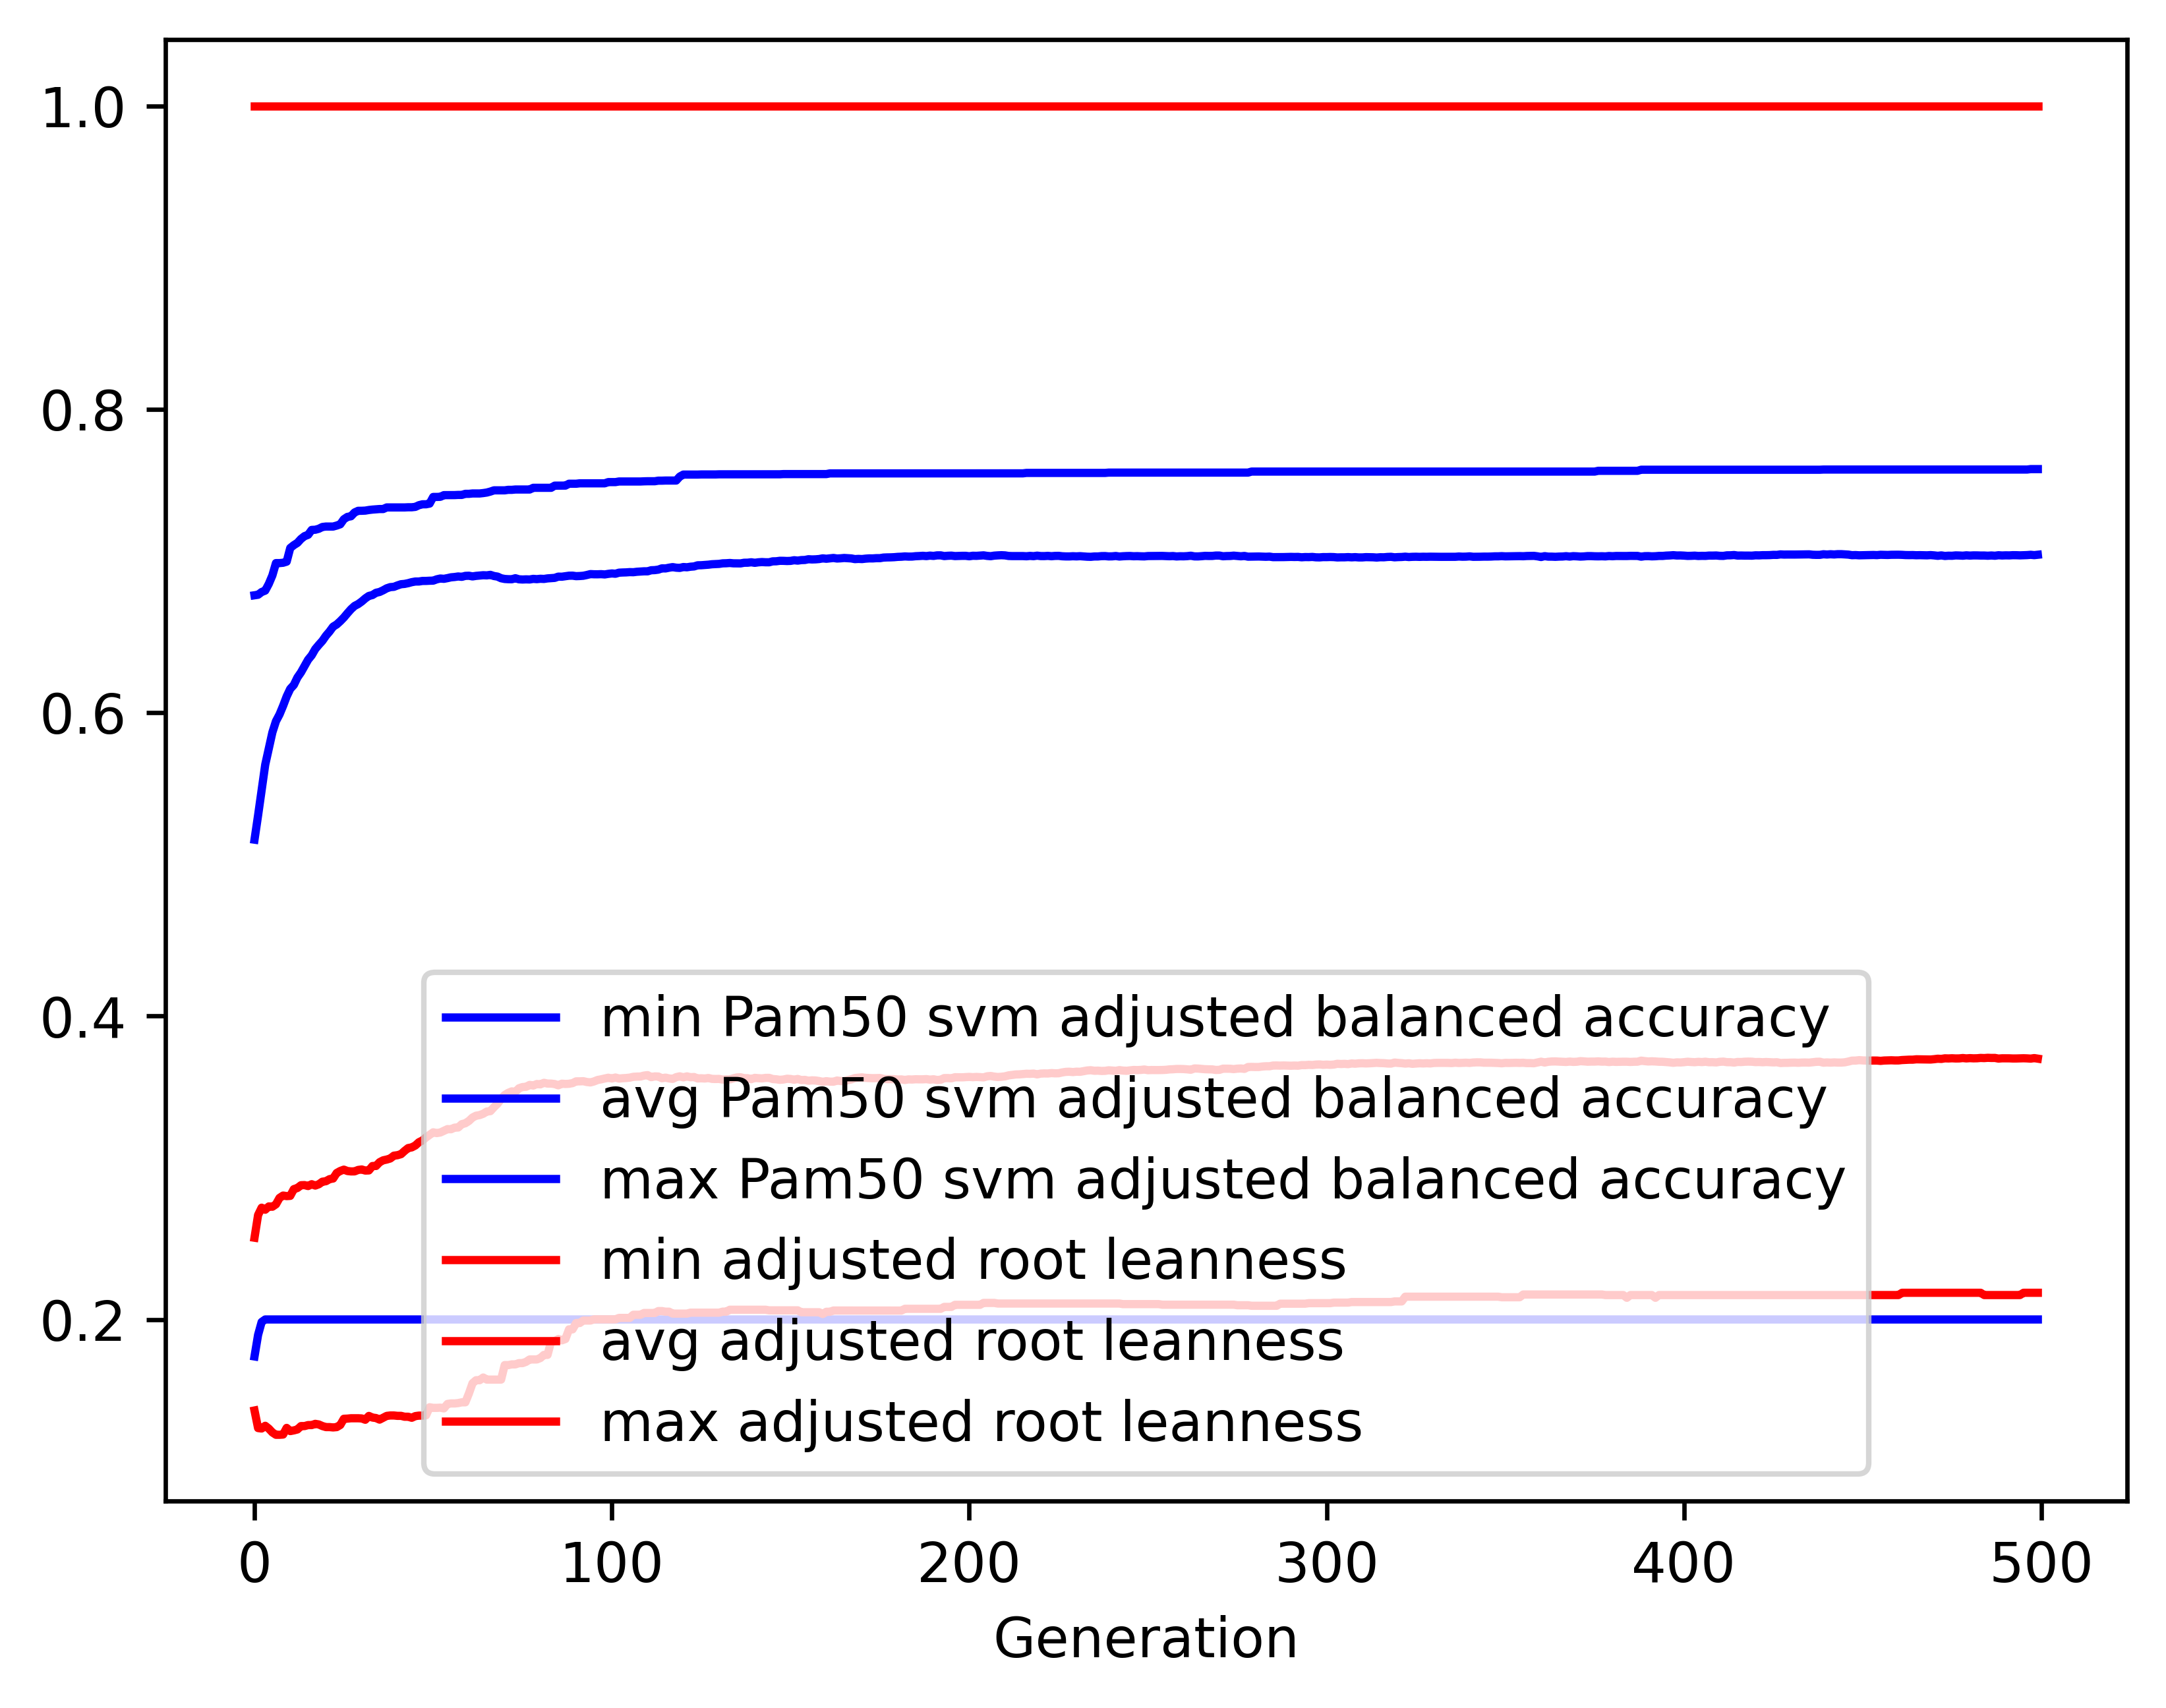 1.0
0.8
0.6
0.4
0.2
min Pam50 svm adjusted balanced accuracy
avg Pam50 svm adjusted balanced accuracy
max Pam50 svm adjusted balanced accuracy
min adjusted root leanness
avg adjusted root leanness
max adjusted root leanness
0 100 200 300 400 500
Generation